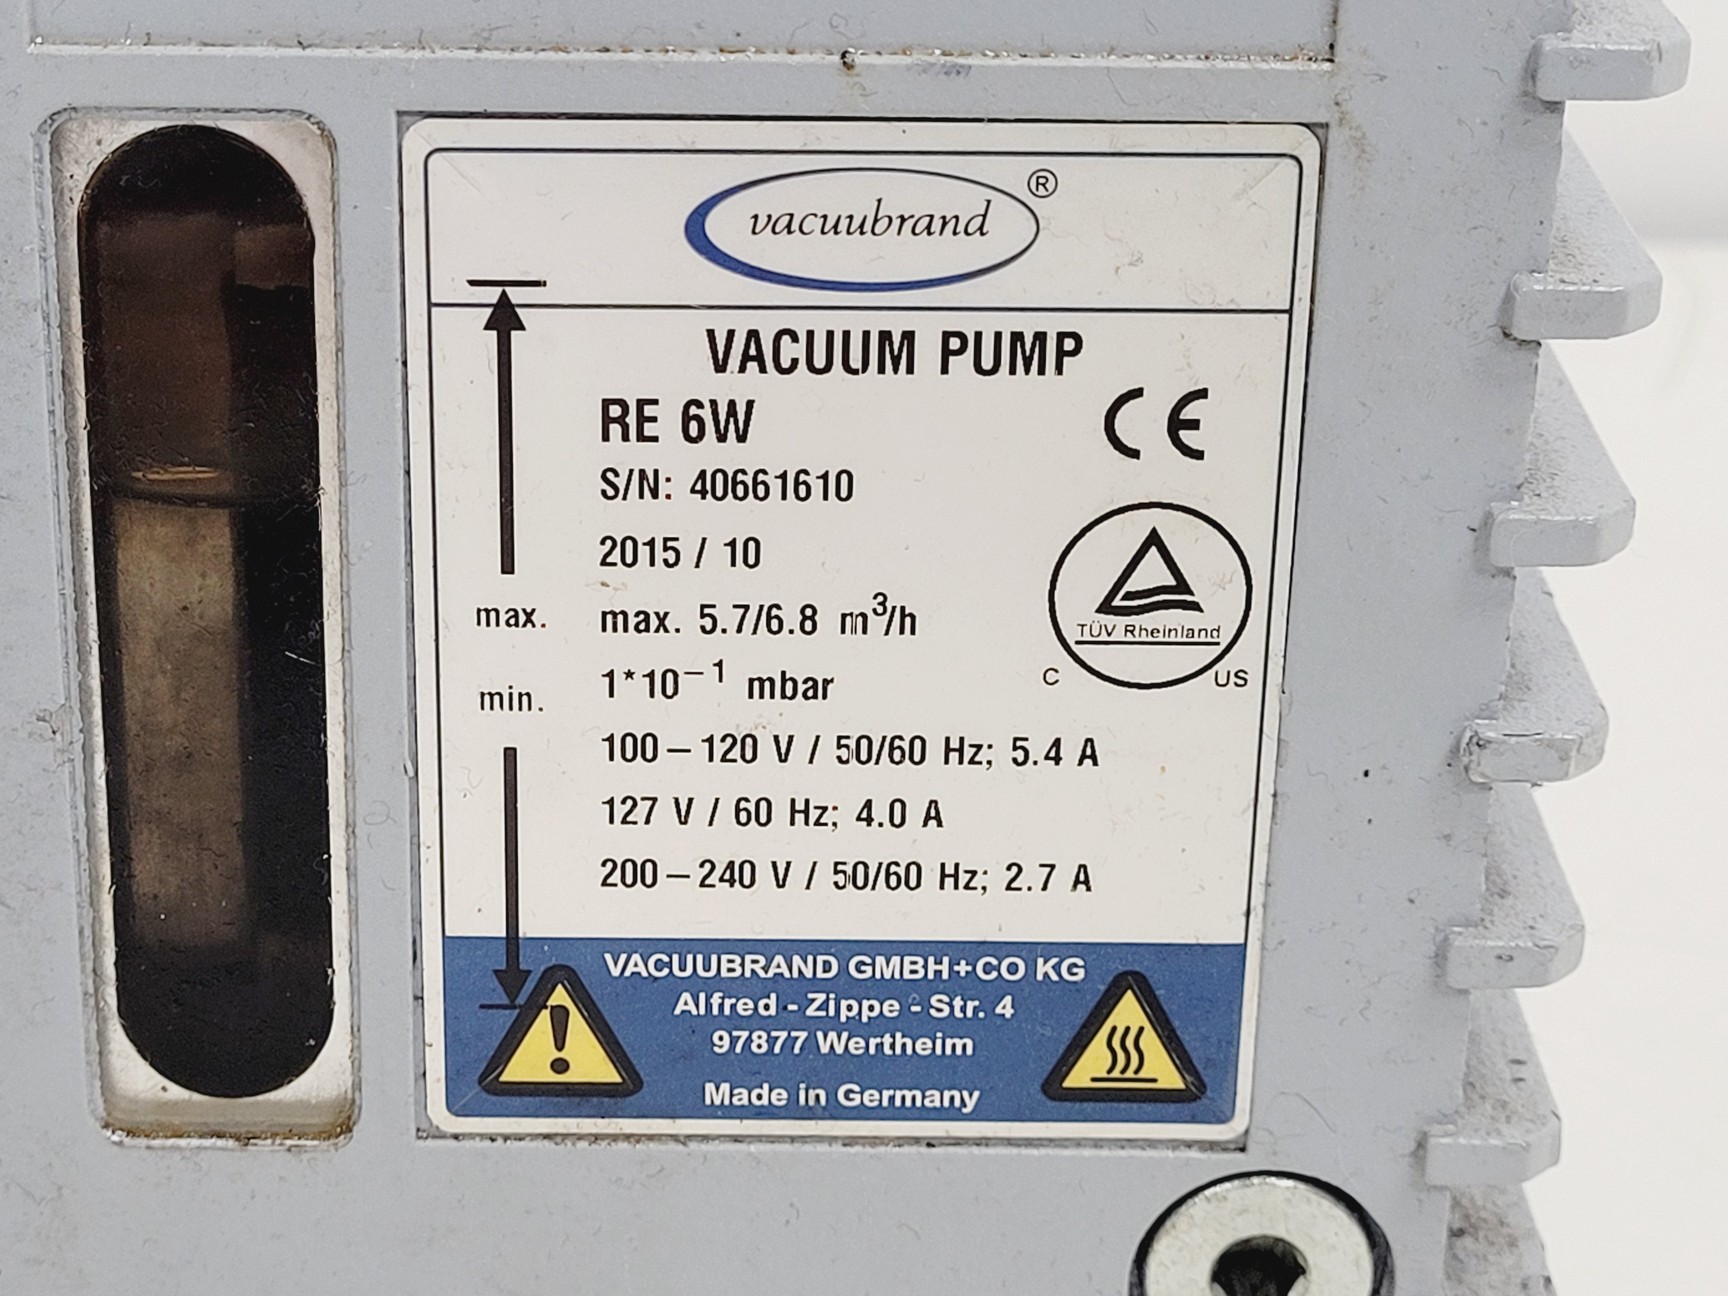 vacuubrand ®
VACUUM PUMP
RE 6W
CE
S/N: 40661610
2015 / 10
max.
max. 5.7/6.8 m³/h
TÜV Rheinland
C US
min.
1*10⁻¹ mbar
100–120 V / 50/60 Hz; 5.4 A
127 V / 60 Hz; 4.0 A
200–240 V / 50/60 Hz; 2.7 A
VACUUBRAND GMBH+CO KG
Alfred - Zippe - Str. 4
97877 Wertheim
Made in Germany